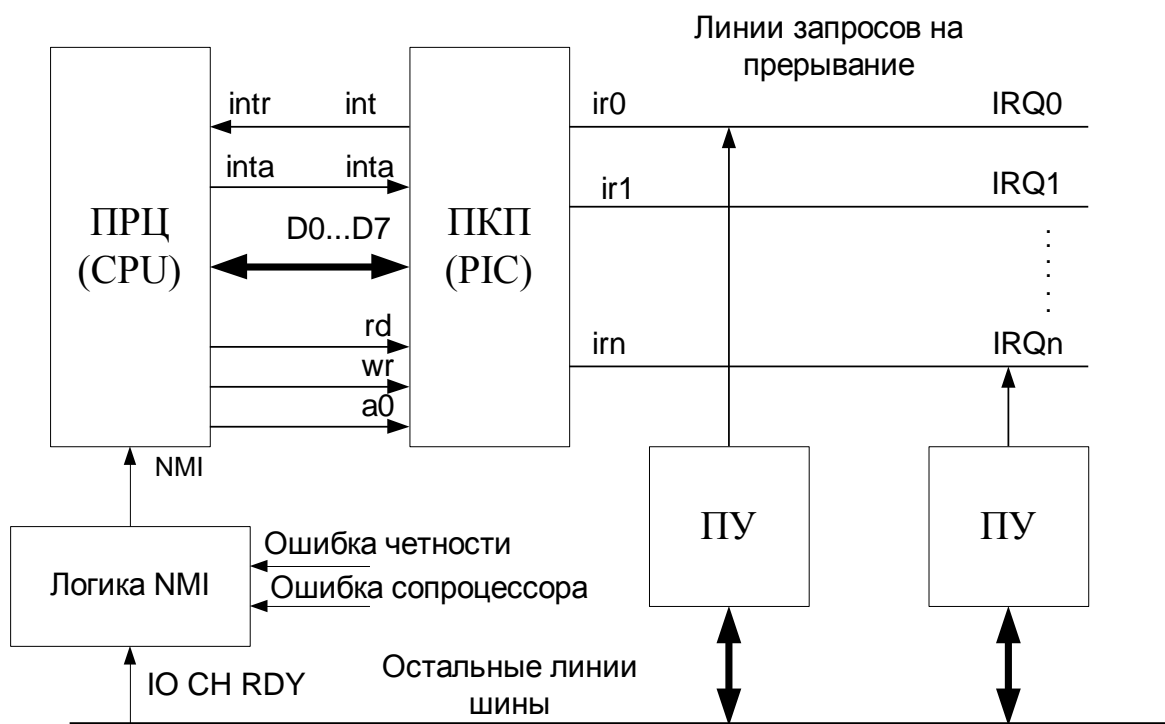 Линии запросов на
прерывание
intr
int
ir0
IRQ0
inta
inta
ir1
IRQ1
ПРЦ
(CPU)
D0...D7
ПКП
(PIC)
rd
wr
a0
irn
IRQn
NMI
ПУ
ПУ
Логика NMI
Ошибка четности
Ошибка сопроцессора
IO CH RDY
Остальные линии
шины